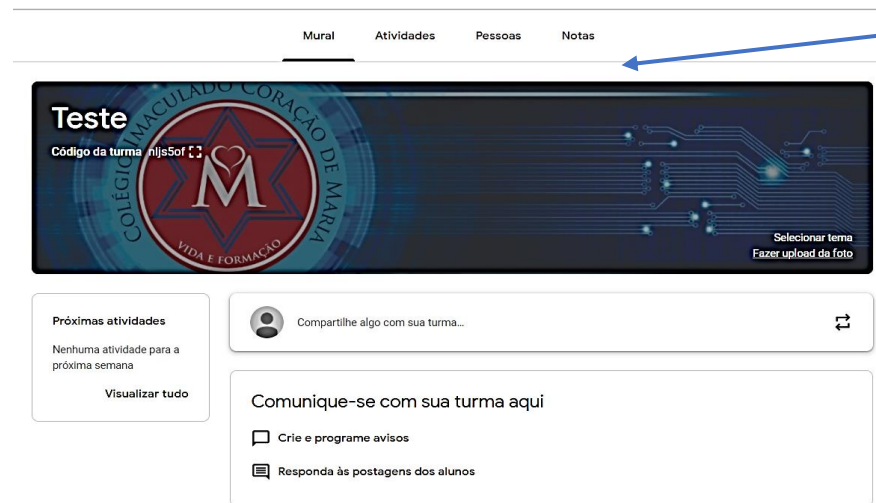 Mural Atividades Pessoas Notas
Teste
Código da turma nljs5of
COLÉGIO IMACULADO CORAÇÃO DE MARIA
M
VIDA E FORMAÇÃO
Selecionar tema
Fazer upload da foto
Próximas atividades
Nenhuma atividade para a
próxima semana
Visualizar tudo
Compartilhe algo com sua turma...
Comunique-se com sua turma aqui
Crie e programe avisos
Responda às postagens dos alunos